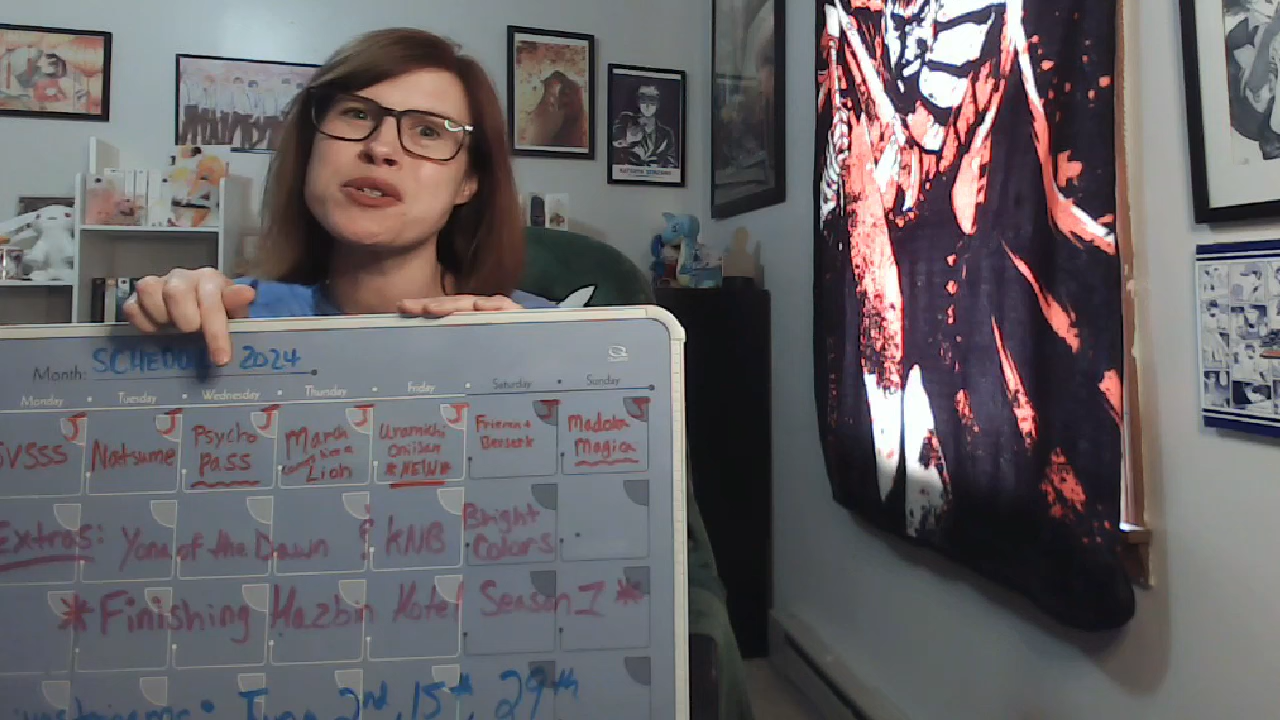 Month: SCHEDU 2024
Monday Tuesday Wednesday Thursday Friday Saturday Sunday
SVSSS Natsume Psycho Pass March Lion Uramichi Oniisan *NEW* Frieren + Berserk Madoka Magica
J J J J J J J
Extras: Yona of the Dawn & KNB Bright Colors
*Finishing Hazbin Hotel Season 1*
June 2nd, 15th, 29th